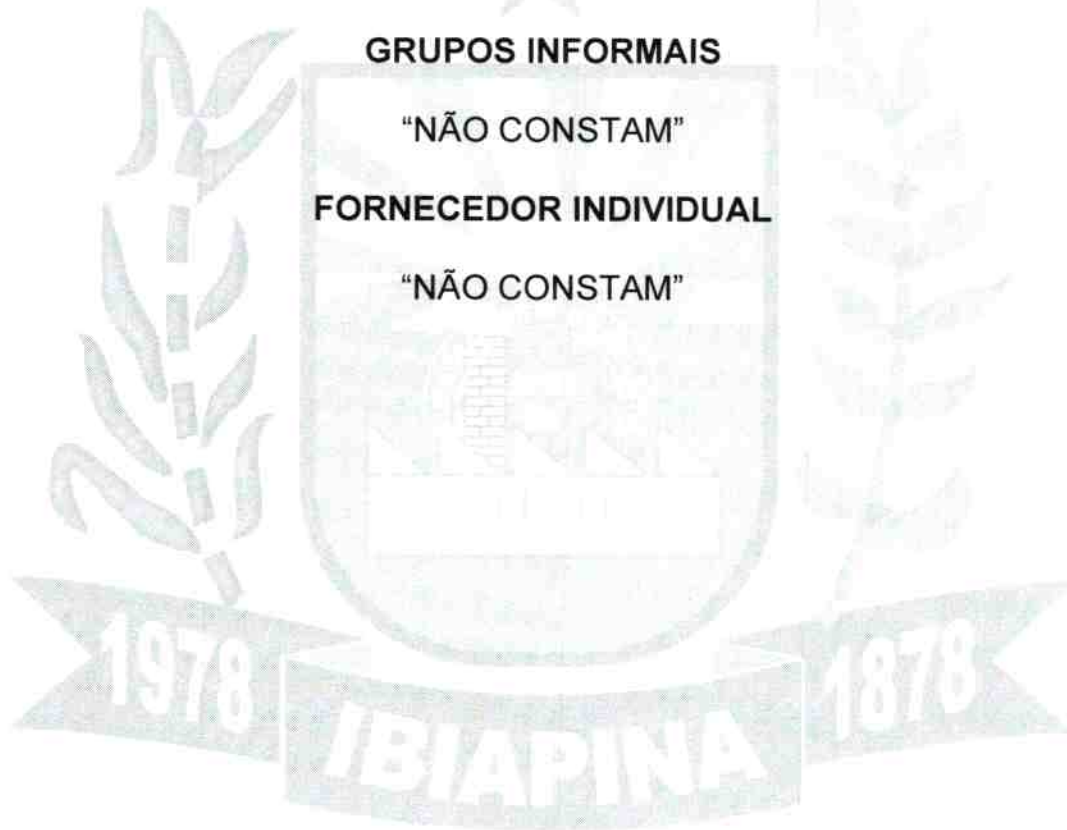 GRUPOS INFORMAIS
“NÃO CONSTAM”
FORNECEDOR INDIVIDUAL
“NÃO CONSTAM”
1978
IBIAPINA
1878